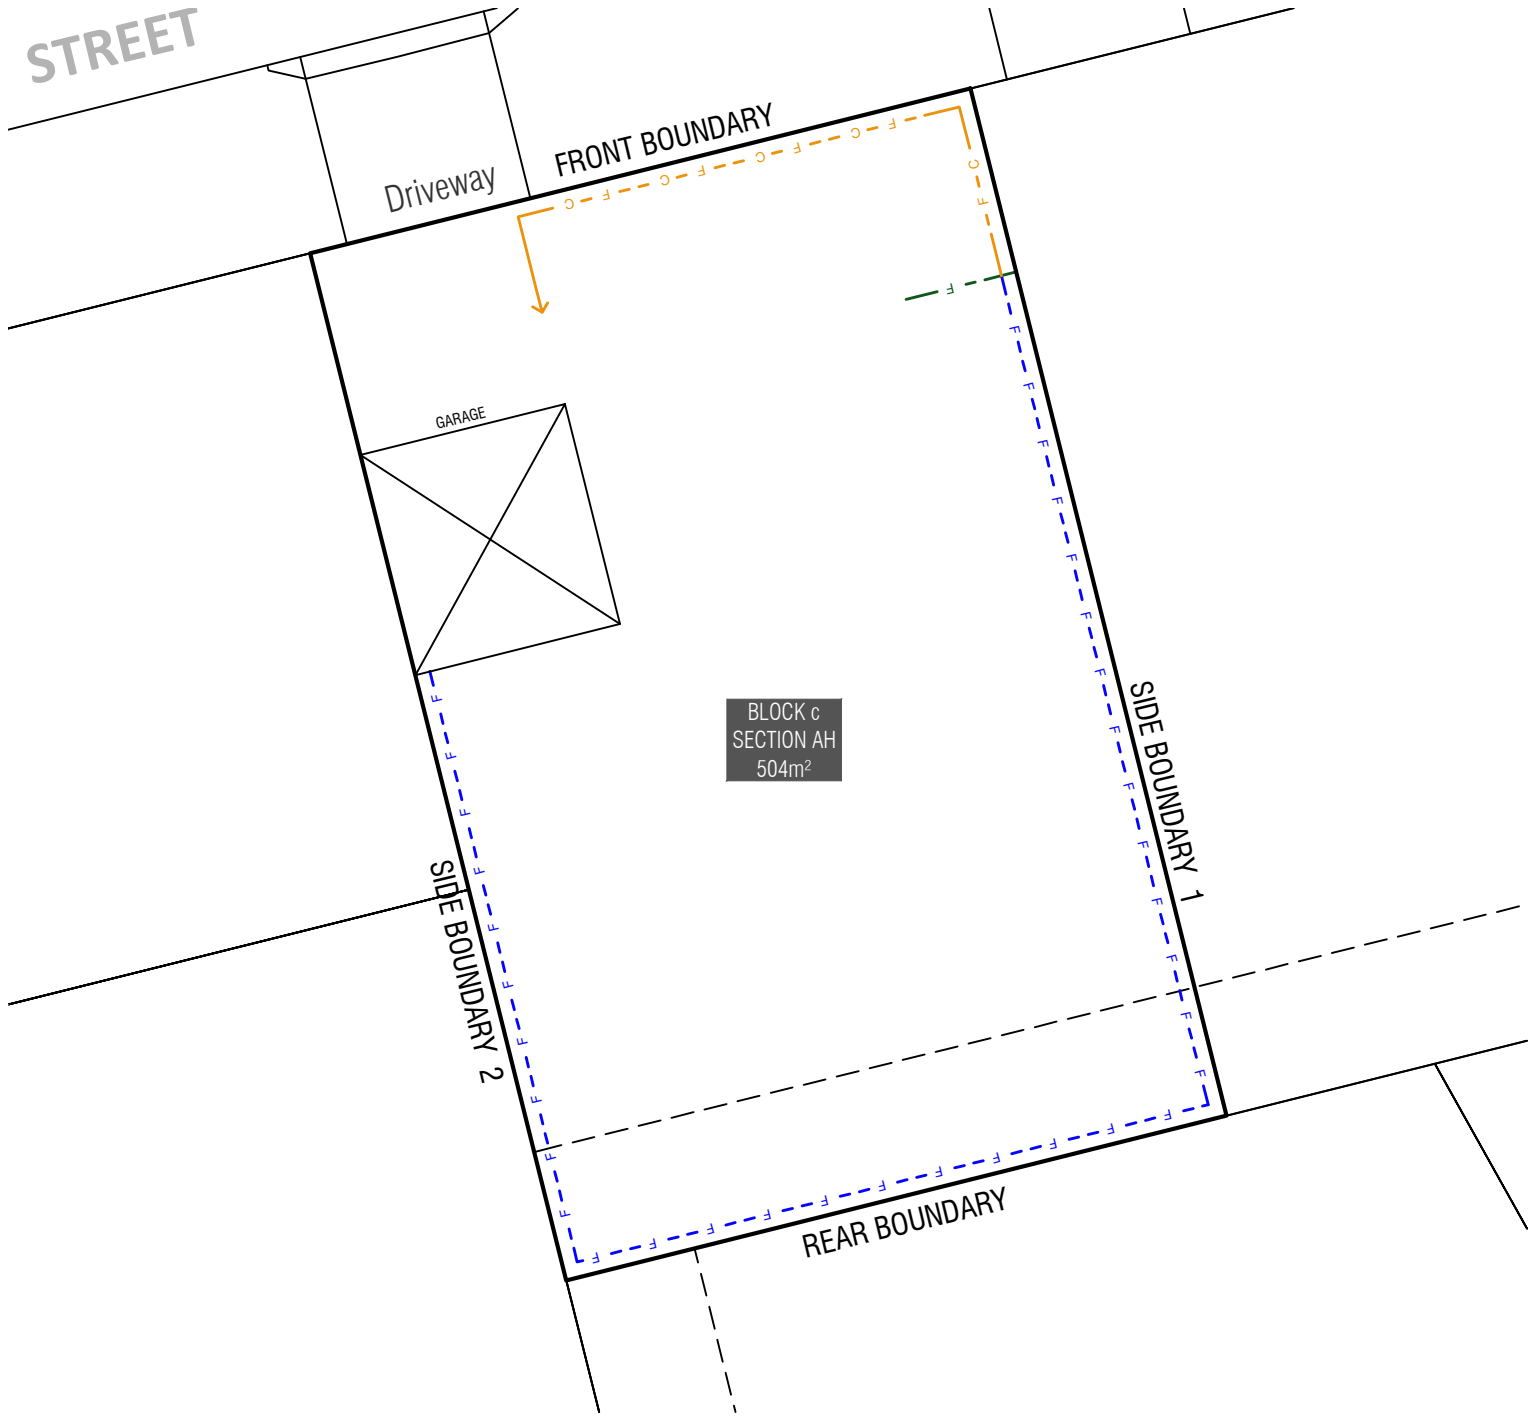 STREET
FRONT BOUNDARY
Driveway
C F C F C F C F
C F
F
GARAGE
F F F F F F F F F F F F F F
BLOCK c
SECTION AH
504m²
SIDE BOUNDARY 1
SIDE BOUNDARY 2
F F F F F F F F F F
F F F F F F F F F F F
REAR BOUNDARY